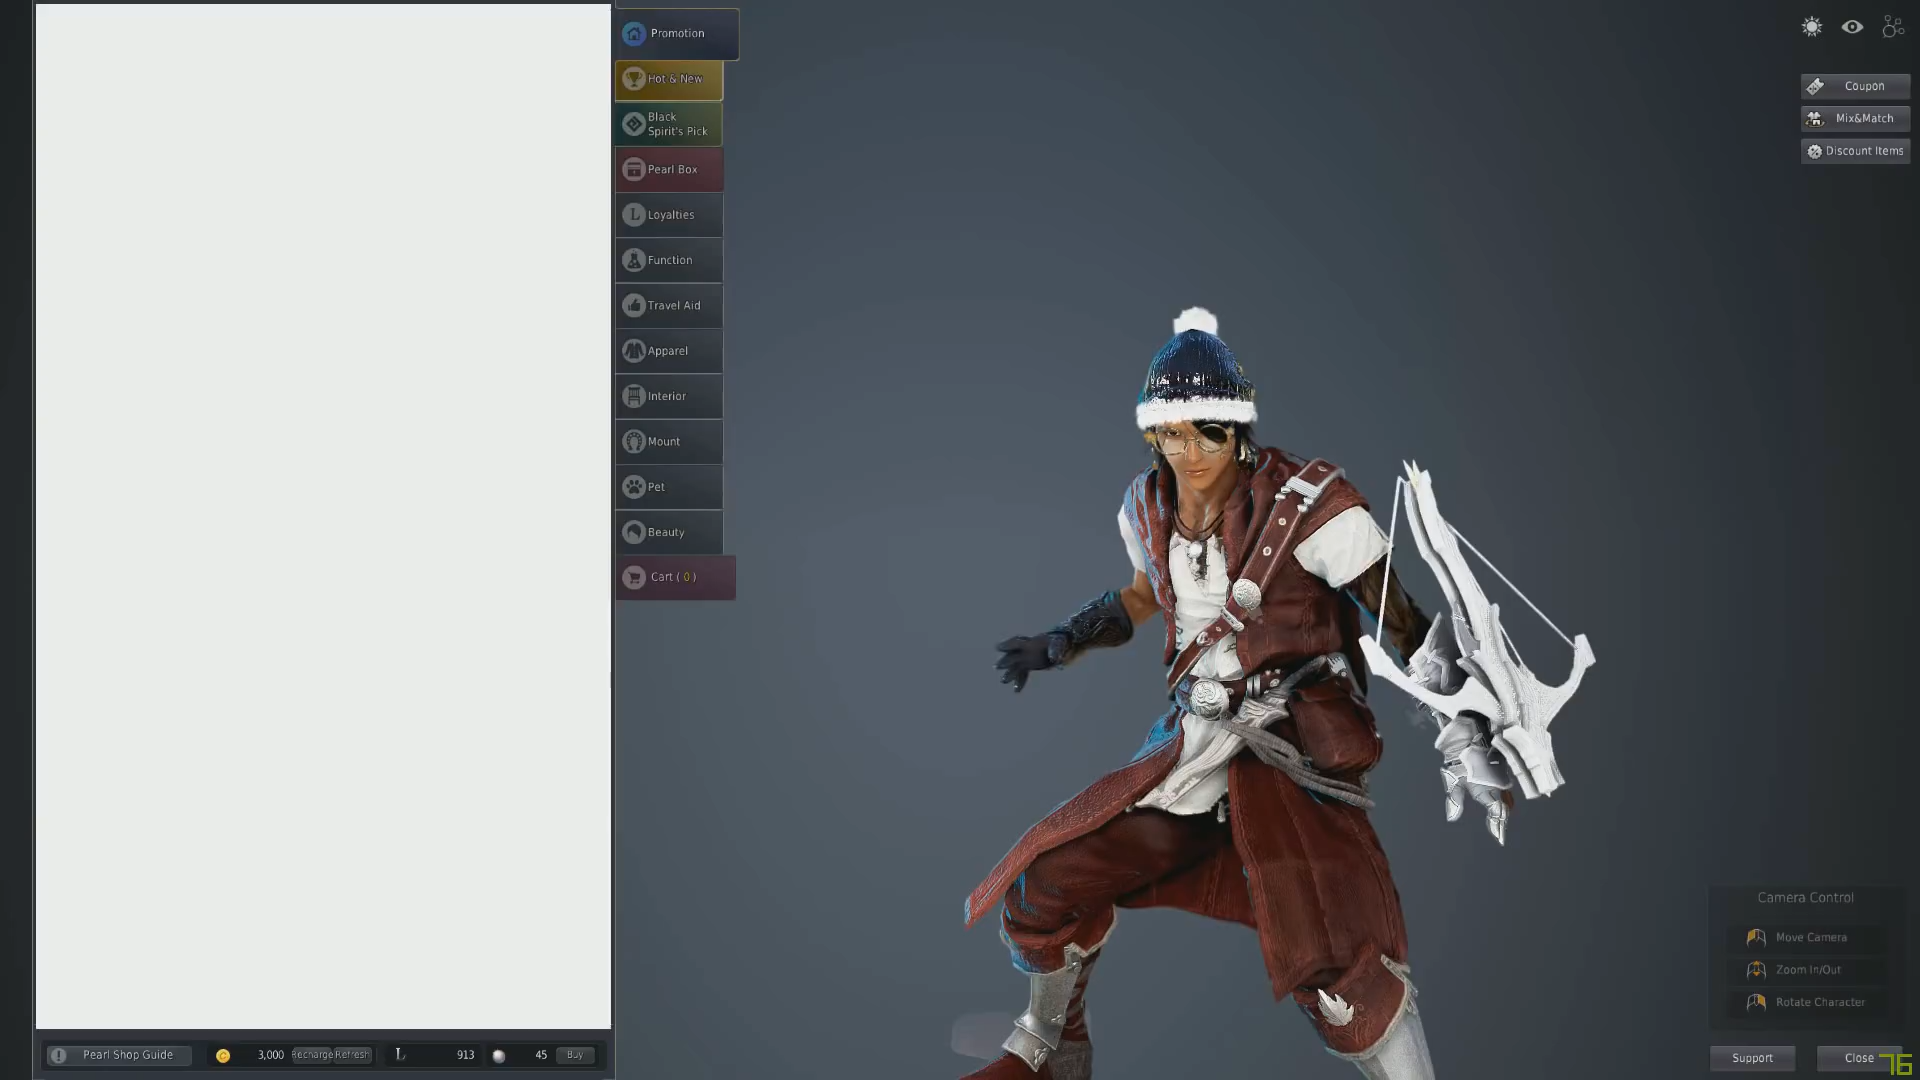 Promotion
Hot & New
Black
Spirit's Pick
Pearl Box
L Loyalties
Function
Travel Aid
Apparel
Interior
Mount
Pet
Beauty
Cart ( 0 )
Coupon
Mix&Match
Discount Items
Camera Control
Move Camera
Zoom In/Out
Rotate Character
Pearl Shop Guide
3,000
Recharge
Refresh
L
913
45
Buy
Support
Close
76